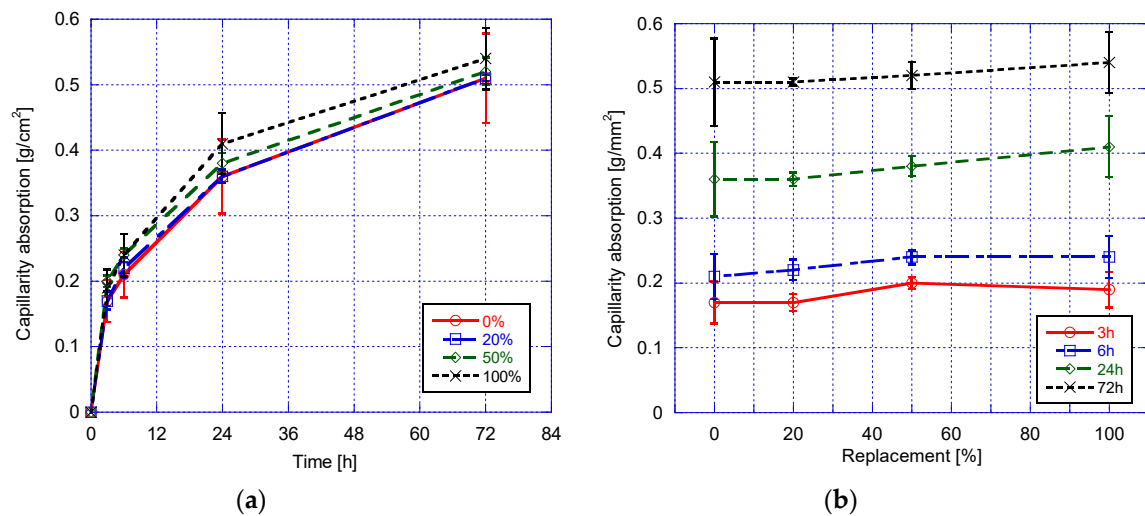 Capillarity absorption [g/cm²]
0.6
0.5
0.4
0.3
0.2
0.1
0
0%
20%
50%
100%
0 12 24 36 48 60 72 84
Time [h]
(a)
Capillarity absorption [g/mm²]
0.6
0.5
0.4
0.3
0.2
0.1
0
3h
6h
24h
72h
0 20 40 60 80 100
Replacement [%]
(b)